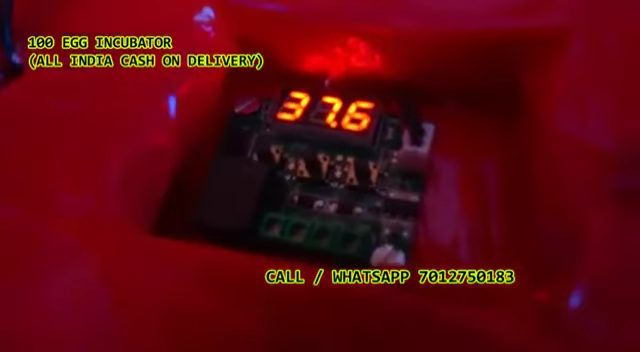 100 EGG INCUBATOR
(ALL INDIA CASH ON DELIVERY)
37.6
CALL / WHATSAPP 7012750183